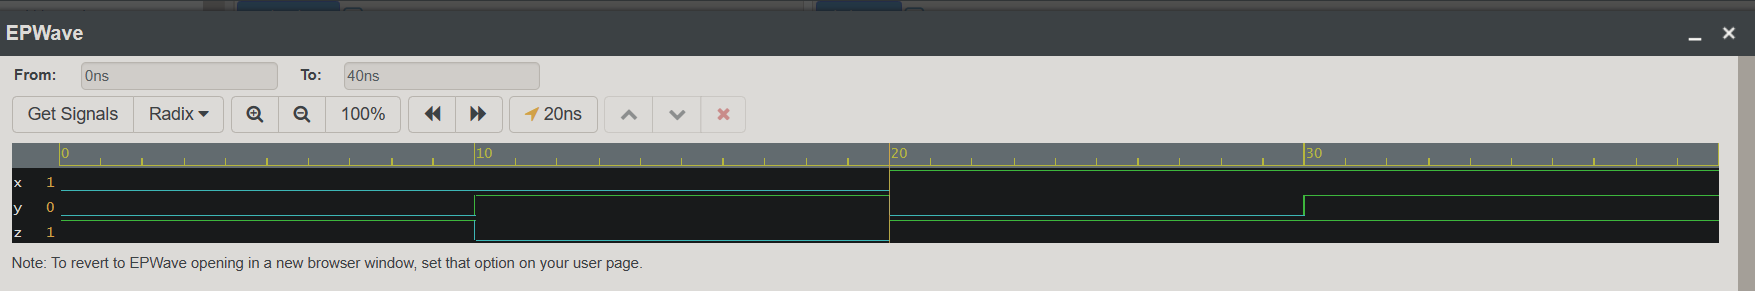 EPWave
From: 0ns To: 40ns
Get Signals Radix 100% 20ns
0 10 20 30
x 1
y 0
z 1
Note: To revert to EPWave opening in a new browser window, set that option on your user page.